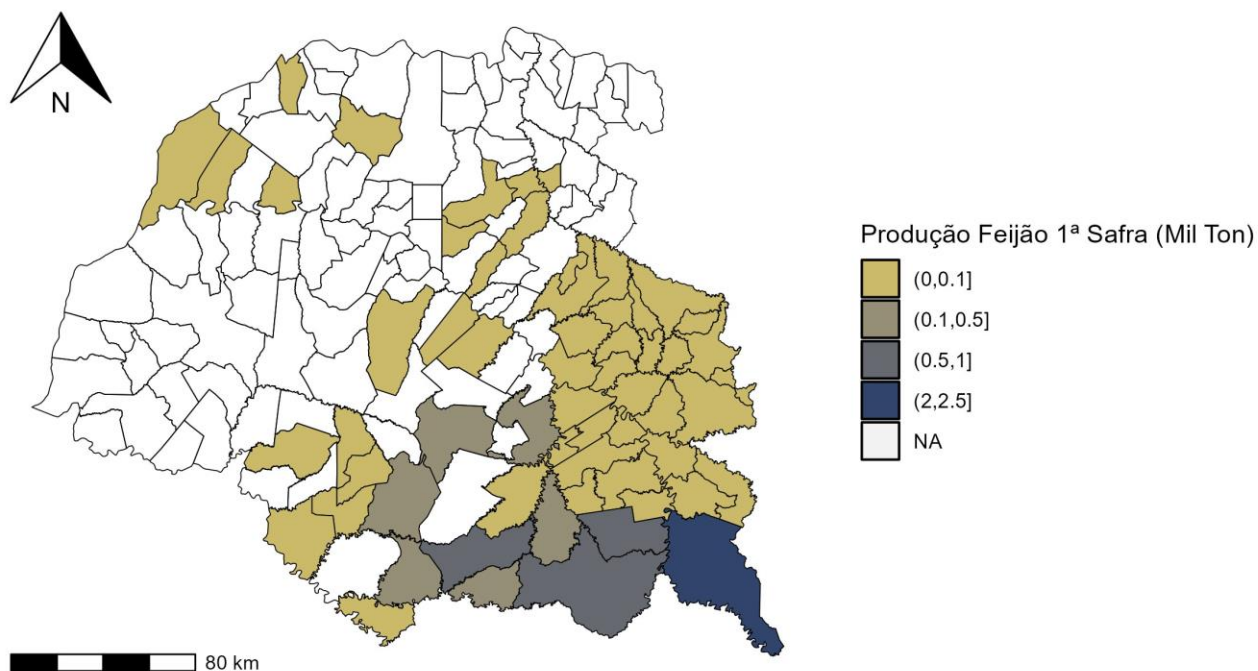 N
Produção Feijão 1ª Safra (Mil Ton)
(0,0.1]
(0.1,0.5]
(0.5,1]
(2,2.5]
NA
80 km